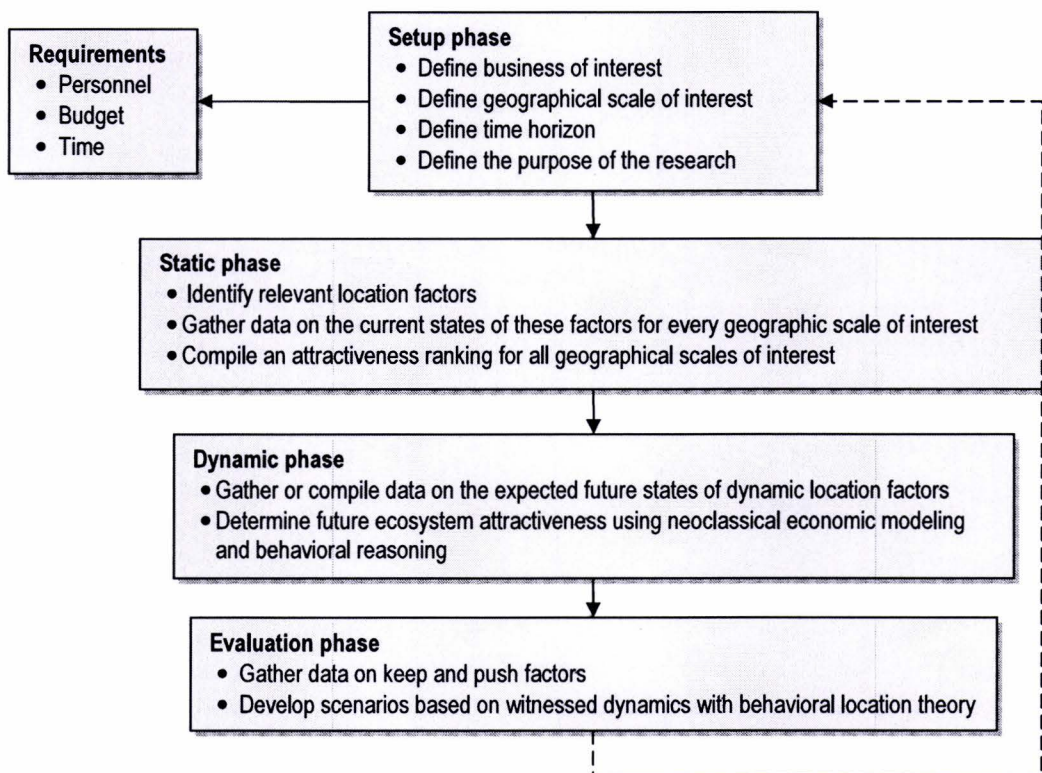 Requirements
• Personnel
• Budget
• Time
Setup phase
• Define business of interest
• Define geographical scale of interest
• Define time horizon
• Define the purpose of the research
Static phase
• Identify relevant location factors
• Gather data on the current states of these factors for every geographic scale of interest
• Compile an attractiveness ranking for all geographical scales of interest
Dynamic phase
• Gather or compile data on the expected future states of dynamic location factors
• Determine future ecosystem attractiveness using neoclassical economic modeling
and behavioral reasoning
Evaluation phase
• Gather data on keep and push factors
• Develop scenarios based on witnessed dynamics with behavioral location theory